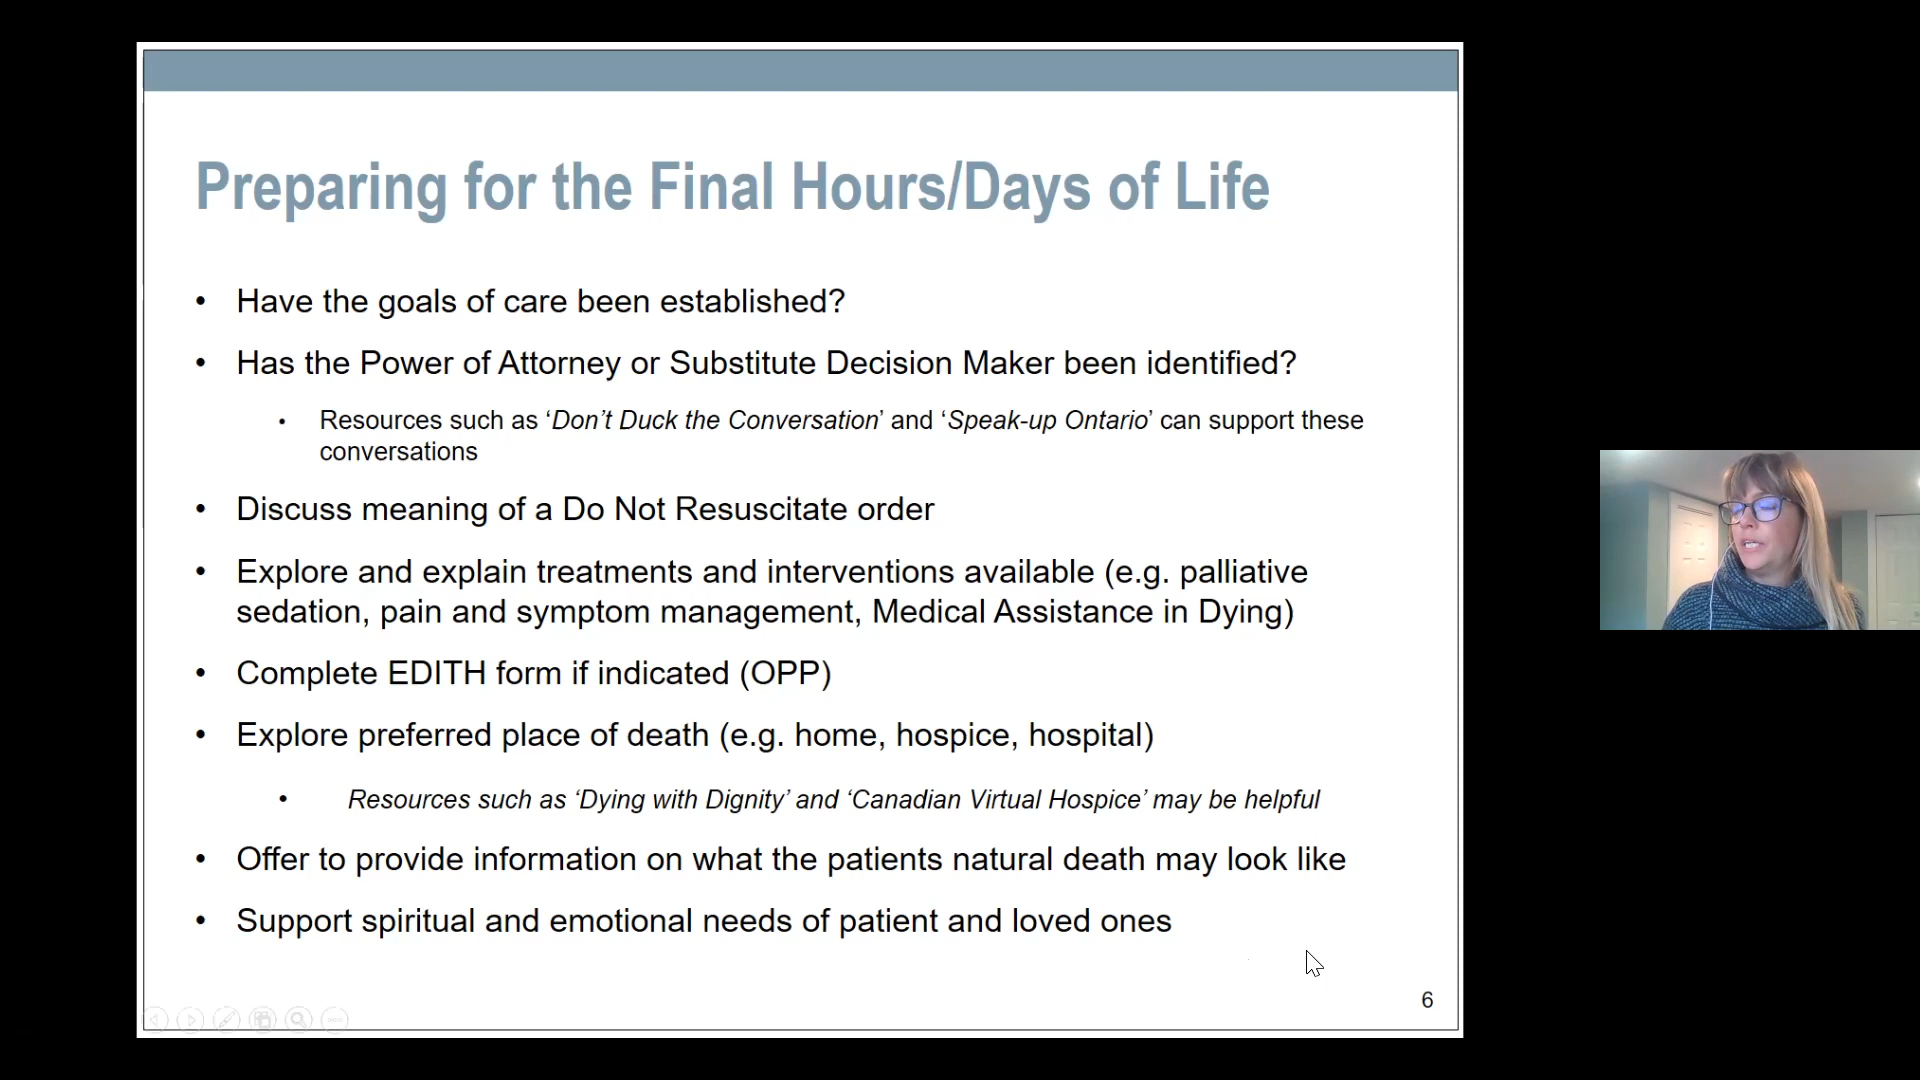 Preparing for the Final Hours/Days of Life
• Have the goals of care been established?
• Has the Power of Attorney or Substitute Decision Maker been identified?
• Resources such as ‘Don’t Duck the Conversation’ and ‘Speak-up Ontario’ can support these
conversations
• Discuss meaning of a Do Not Resuscitate order
• Explore and explain treatments and interventions available (e.g. palliative
sedation, pain and symptom management, Medical Assistance in Dying)
• Complete EDITH form if indicated (OPP)
• Explore preferred place of death (e.g. home, hospice, hospital)
• Resources such as ‘Dying with Dignity’ and ‘Canadian Virtual Hospice’ may be helpful
• Offer to provide information on what the patients natural death may look like
• Support spiritual and emotional needs of patient and loved ones
6